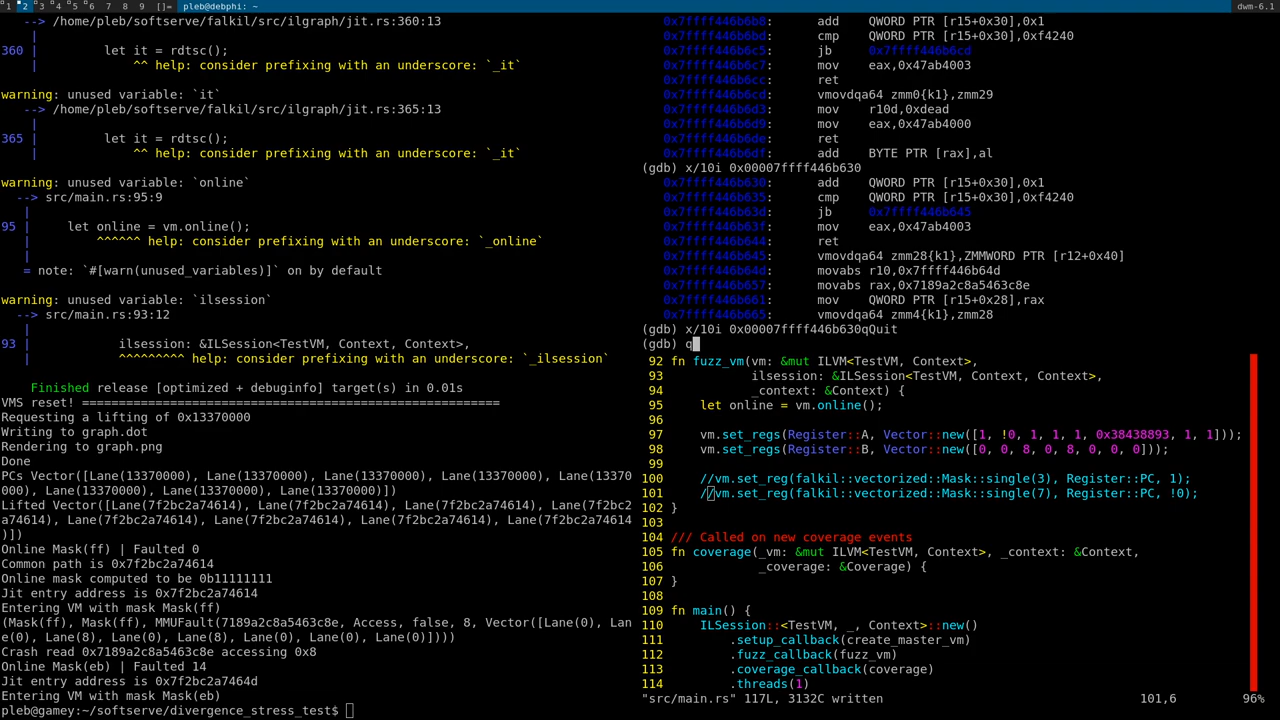 1 2 3 4 5 6 7 8 9 []= pleb@debphi: ~ dwm-6.1
--> /home/pleb/softserve/falkil/src/ilgraph/jit.rs:360:13
|
360 | let it = rdtsc();
| ^^ help: consider prefixing with an underscore: `_it`
warning: unused variable: `it`
--> /home/pleb/softserve/falkil/src/ilgraph/jit.rs:365:13
|
365 | let it = rdtsc();
| ^^ help: consider prefixing with an underscore: `_it`
warning: unused variable: `online`
--> src/main.rs:95:9
|
95 | let online = vm.online();
| ^^^^^^ help: consider prefixing with an underscore: `_online`
|
= note: `#[warn(unused_variables)]` on by default
warning: unused variable: `ilsession`
--> src/main.rs:93:12
|
93 | ilsession: &ILSession<TestVM, Context, Context>,
| ^^^^^^^^^ help: consider prefixing with an underscore: `_ilsession`
Finished release [optimized + debuginfo] target(s) in 0.01s
VMS reset! =======================================================
Requesting a lifting of 0x13370000
Writing to graph.dot
Rendering to graph.png
Done
PCs Vector([Lane(13370000), Lane(13370000), Lane(13370000), Lane(13370000), Lane(13370
000), Lane(13370000), Lane(13370000), Lane(13370000)])
Lifted Vector([Lane(7f2bc2a74614), Lane(7f2bc2a74614), Lane(7f2bc2a74614), Lane(7f2bc2
a74614), Lane(7f2bc2a74614), Lane(7f2bc2a74614), Lane(7f2bc2a74614), Lane(7f2bc2a74614
)])
Online Mask(ff) | Faulted 0
Common path is 0x7f2bc2a74614
Online mask computed to be 0b11111111
Jit entry address is 0x7f2bc2a74614
Entering VM with mask Mask(ff)
(Mask(ff), Mask(ff), MMUFault(7189a2c8a5463c8e, Access, false, 8, Vector([Lane(0), Lan
e(0), Lane(8), Lane(0), Lane(8), Lane(0), Lane(0), Lane(0)])))
Crash read 0x7189a2c8a5463c8e accessing 0x8
Online Mask(eb) | Faulted 14
Jit entry address is 0x7f2bc2a7464d
Entering VM with mask Mask(eb)
pleb@gamey:~/softserve/divergence_stress_test$
0x7ffff446b6b8: add QWORD PTR [r15+0x30],0x1
0x7ffff446b6bd: cmp QWORD PTR [r15+0x30],0xf4240
0x7ffff446b6c5: jb 0x7ffff446b6cd
0x7ffff446b6c7: mov eax,0x47ab4003
0x7ffff446b6cc: ret
0x7ffff446b6cd: vmovdqa64 zmm0{k1},zmm29
0x7ffff446b6d3: mov r10d,0xdead
0x7ffff446b6d9: mov eax,0x47ab4000
0x7ffff446b6de: ret
0x7ffff446b6df: add BYTE PTR [rax],al
(gdb) x/10i 0x00007ffff446b630
0x7ffff446b630: add QWORD PTR [r15+0x30],0x1
0x7ffff446b635: cmp QWORD PTR [r15+0x30],0xf4240
0x7ffff446b63d: jb 0x7ffff446b645
0x7ffff446b63f: mov eax,0x47ab4003
0x7ffff446b644: ret
0x7ffff446b645: vmovdqa64 zmm28{k1},ZMMWORD PTR [r12+0x40]
0x7ffff446b64d: movabs r10,0x7ffff446b64d
0x7ffff446b657: movabs rax,0x7189a2c8a5463c8e
0x7ffff446b661: mov QWORD PTR [r15+0x28],rax
0x7ffff446b665: vmovdqa64 zmm4{k1},zmm28
(gdb) x/10i 0x00007ffff446b630qQuit
(gdb) q
92 fn fuzz_vm(vm: &mut ILVM<TestVM, Context>,
93 ilsession: &ILSession<TestVM, Context, Context>,
94 _context: &Context) {
95 let online = vm.online();
96
97 vm.set_regs(Register::A, Vector::new([1, !0, 1, 1, 1, 0x38438893, 1, 1]));
98 vm.set_regs(Register::B, Vector::new([0, 0, 8, 0, 8, 0, 0, 0]));
99
100 //vm.set_reg(falkil::vectorized::Mask::single(3), Register::PC, 1);
101 //vm.set_reg(falkil::vectorized::Mask::single(7), Register::PC, !0);
102 }
103
104 /// Called on new coverage events
105 fn coverage(_vm: &mut ILVM<TestVM, Context>, _context: &Context,
106 _coverage: &Coverage) {
107 }
108
109 fn main() {
110 ILSession::<TestVM, _, Context>::new()
111 .setup_callback(create_master_vm)
112 .fuzz_callback(fuzz_vm)
113 .coverage_callback(coverage)
114 .threads(1)
"src/main.rs" 117L, 3132C written 101,6 96%